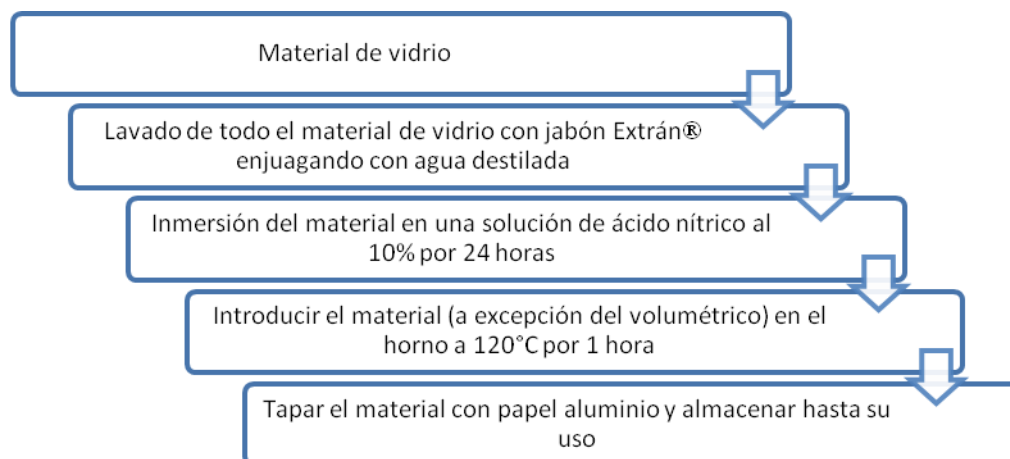 Material de vidrio
Lavado de todo el material de vidrio con jabón Extrán®
enjuagando con agua destilada
Inmersión del material en una solución de ácido nítrico al
10% por 24 horas
Introducir el material (a excepción del volumétrico) en el
horno a 120°C por 1 hora
Tapar el material con papel aluminio y almacenar hasta su
uso